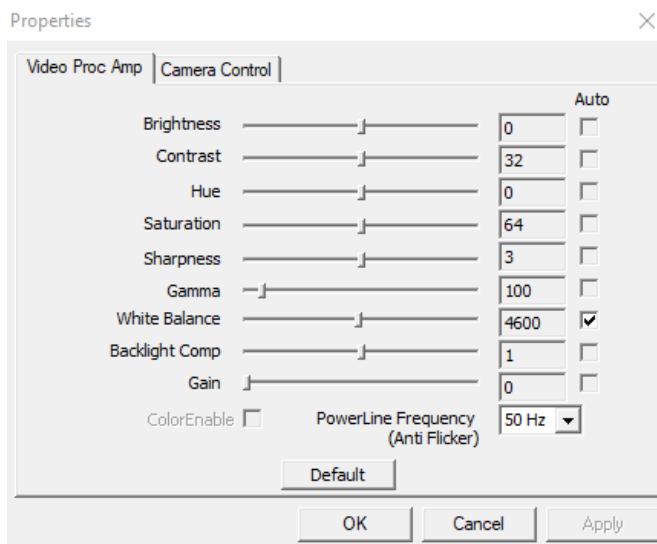 Properties
Video Proc Amp Camera Control
Auto
Brightness 0
Contrast 32
Hue 0
Saturation 64
Sharpness 3
Gamma 100
White Balance 4600
Backlight Comp 1
Gain 0
ColorEnable PowerLine Frequency 50 Hz
(Anti Flicker)
Default
OK Cancel Apply